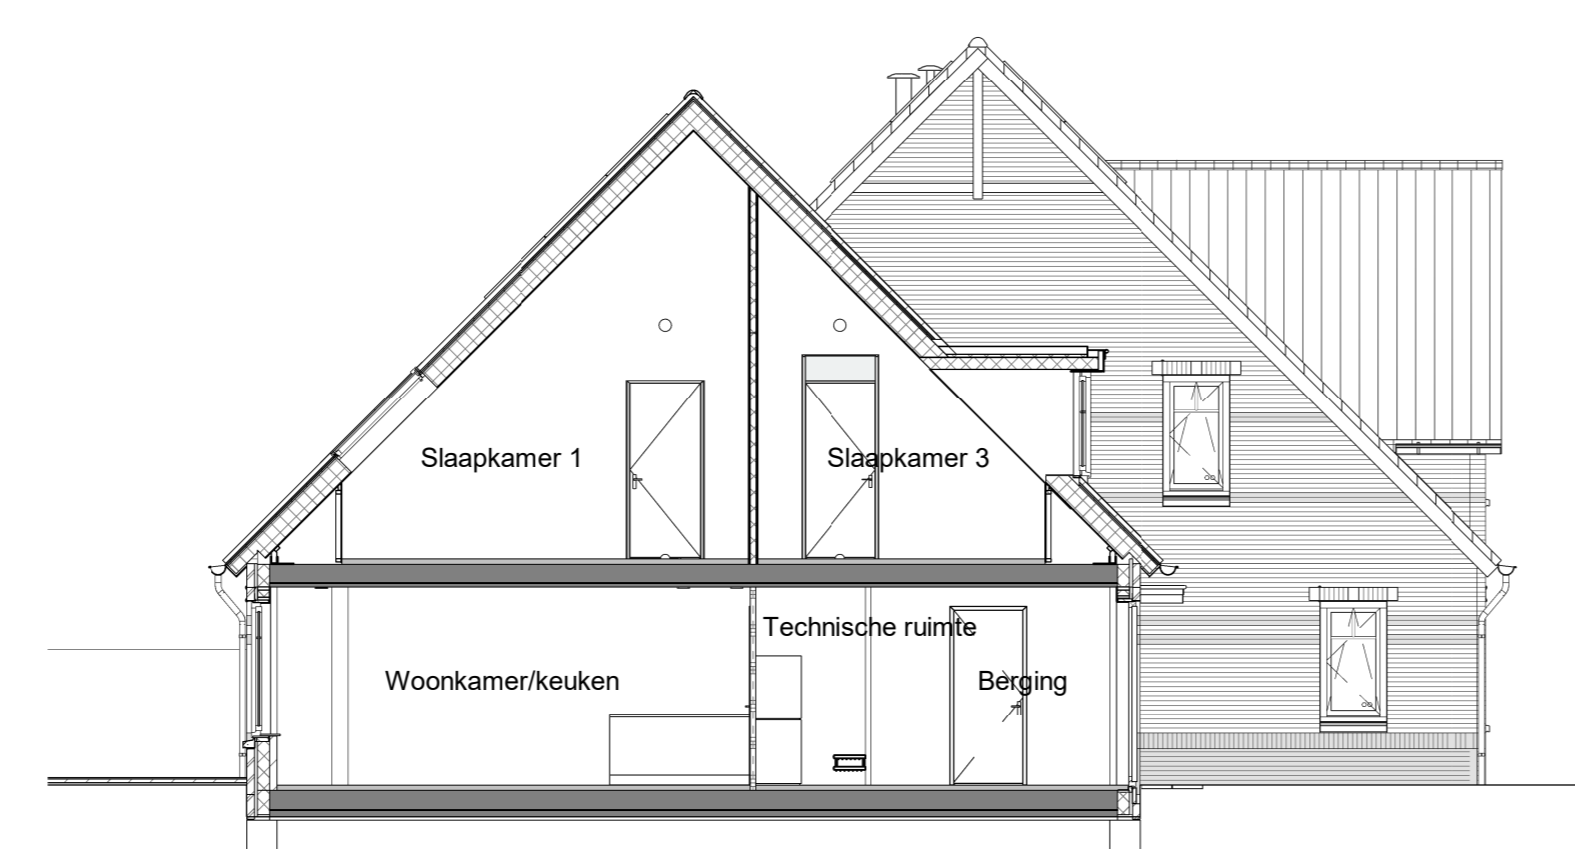 Slaapkamer 1
Slaapkamer 3
Technische ruimte
Woonkamer/keuken
Berging